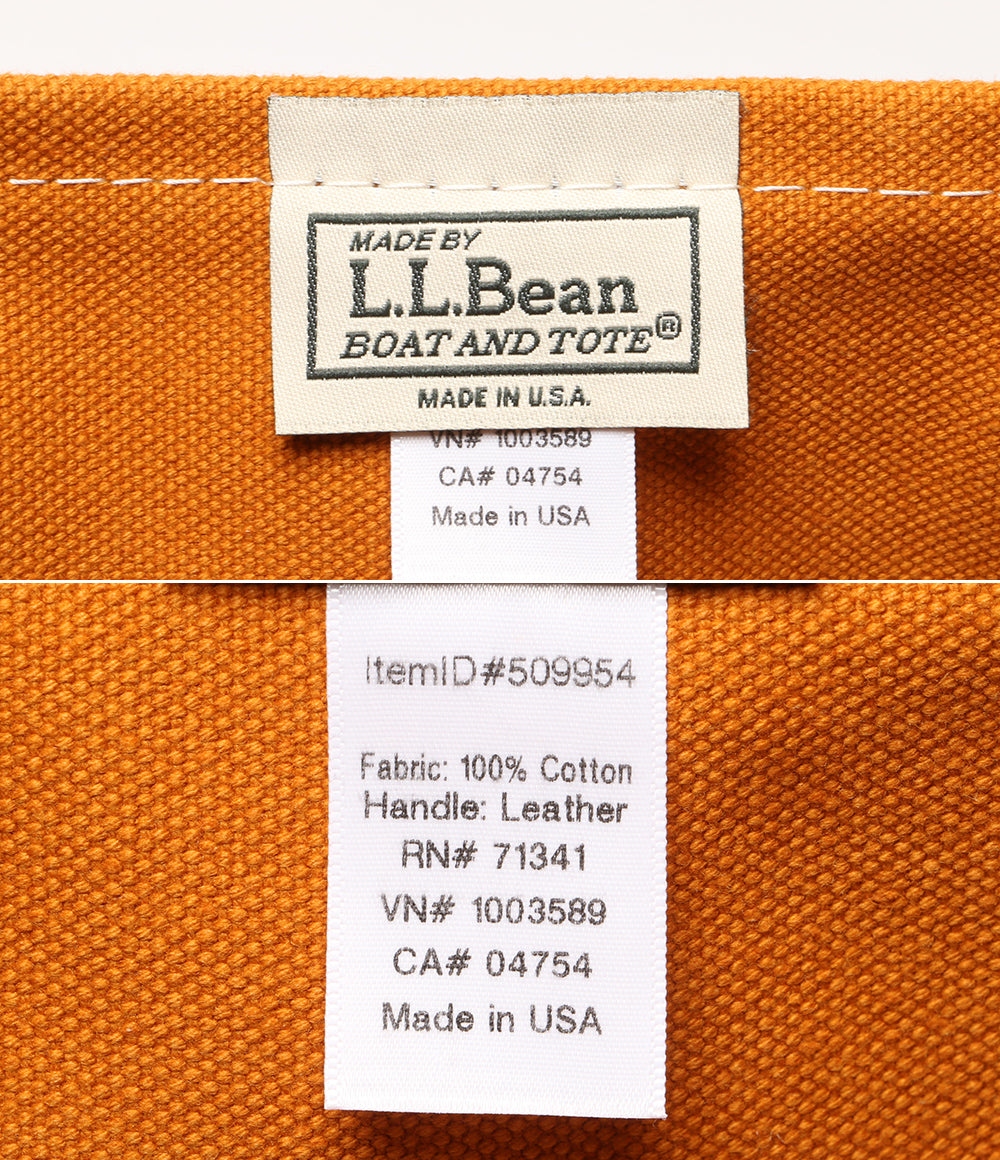 MADE BY
L.L.Bean
BOAT AND TOTE®
MADE IN U.S.A.
VN# 1003589
CA# 04754
Made in USA
ItemID#509954
Fabric: 100% Cotton
Handle: Leather
RN# 71341
VN# 1003589
CA# 04754
Made in USA